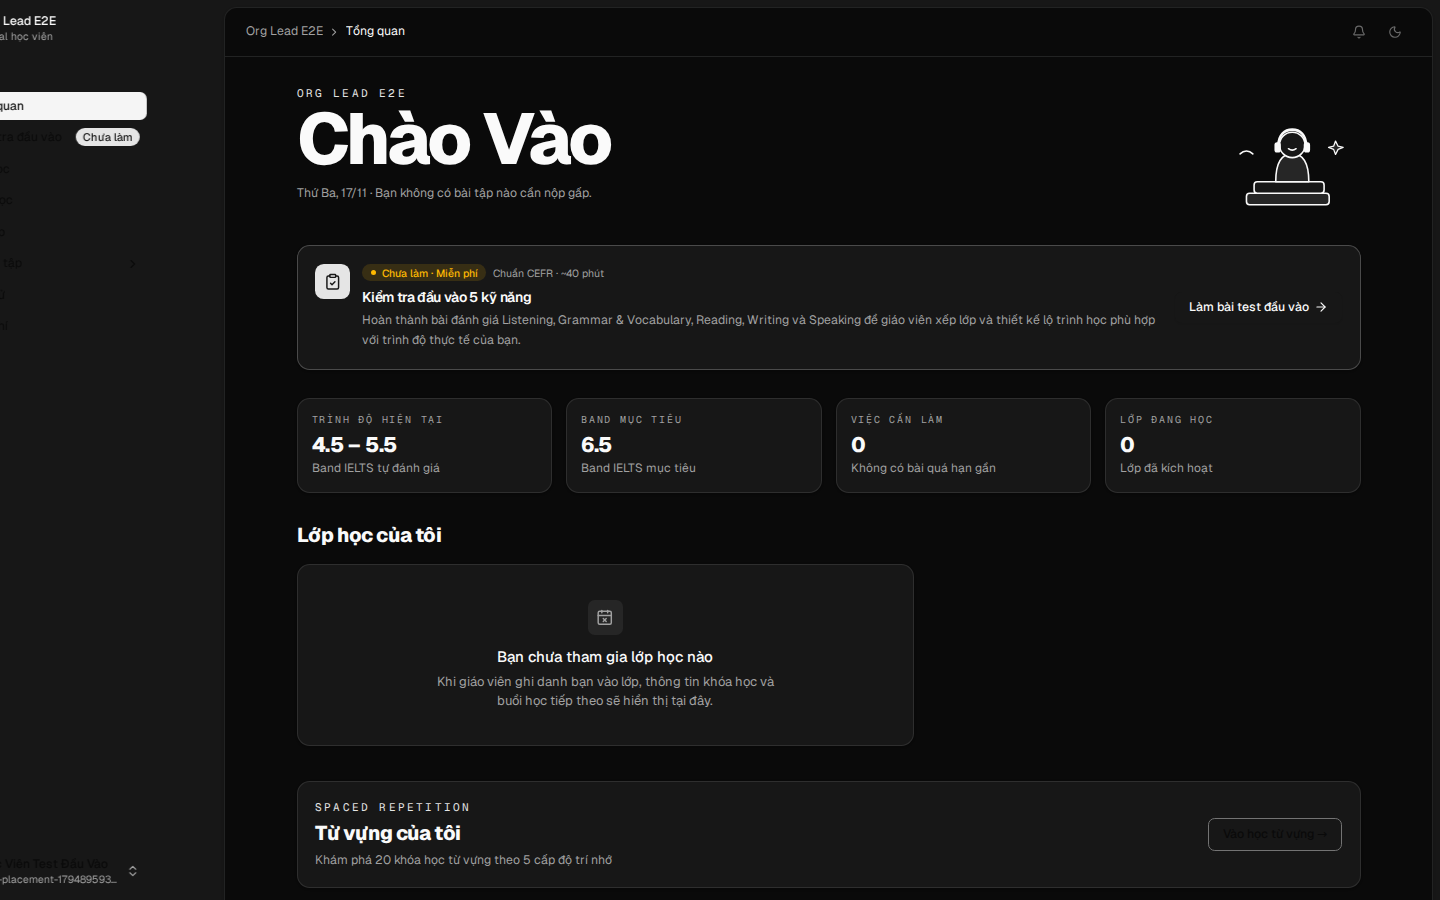 Lead E2E
al học viên
quan
tra đầu vào
Chưa làm
tập
Viên Test Đầu Vào
-placement-179489593...
Org Lead E2E > Tổng quan
ORG LEAD E2E
Chào Vào
Thứ Ba, 17/11 · Bạn không có bài tập nào cần nộp gấp.
Chưa làm · Miễn phí
Chuẩn CEFR · ~40 phút
Kiểm tra đầu vào 5 kỹ năng
Hoàn thành bài đánh giá Listening, Grammar & Vocabulary, Reading, Writing và Speaking để giáo viên xếp lớp và thiết kế lộ trình học phù hợp
với trình độ thực tế của bạn.
Làm bài test đầu vào →
TRÌNH ĐỘ HIỆN TẠI
4.5 – 5.5
Band IELTS tự đánh giá
BAND MỤC TIÊU
6.5
Band IELTS mục tiêu
VIỆC CẦN LÀM
0
Không có bài quá hạn gần
LỚP ĐANG HỌC
0
Lớp đã kích hoạt
Lớp học của tôi
Bạn chưa tham gia lớp học nào
Khi giáo viên ghi danh bạn vào lớp, thông tin khóa học và
buổi học tiếp theo sẽ hiển thị tại đây.
SPACED REPETITION
Từ vựng của tôi
Khám phá 20 khóa học từ vựng theo 5 cấp độ trí nhớ
Vào học từ vựng →